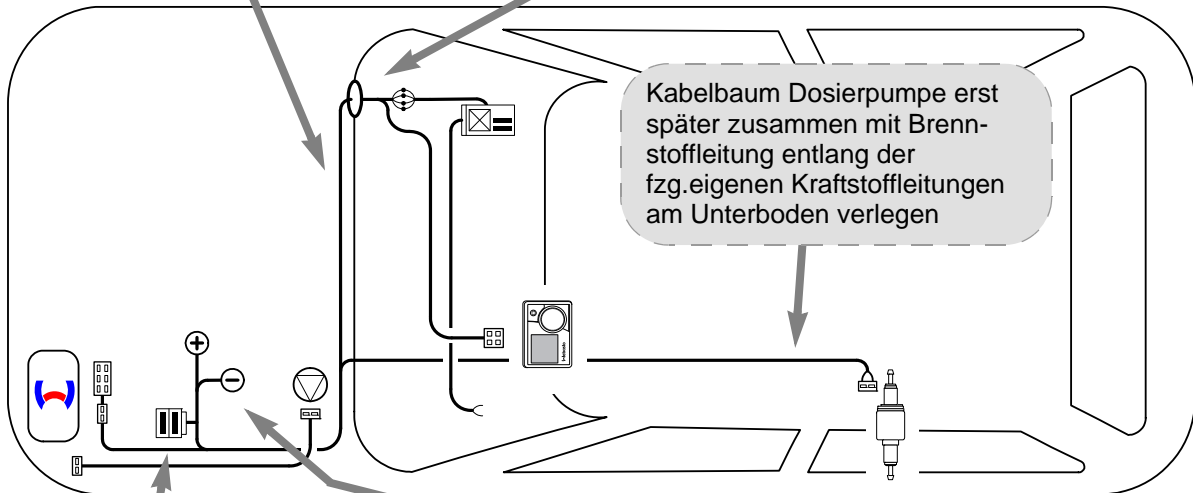 Kabelbaum Dosierpumpe erst
später zusammen mit Brenn-
stoffleitung entlang der
fzg.eigenen Kraftstoffleitungen
am Unterboden verlegen